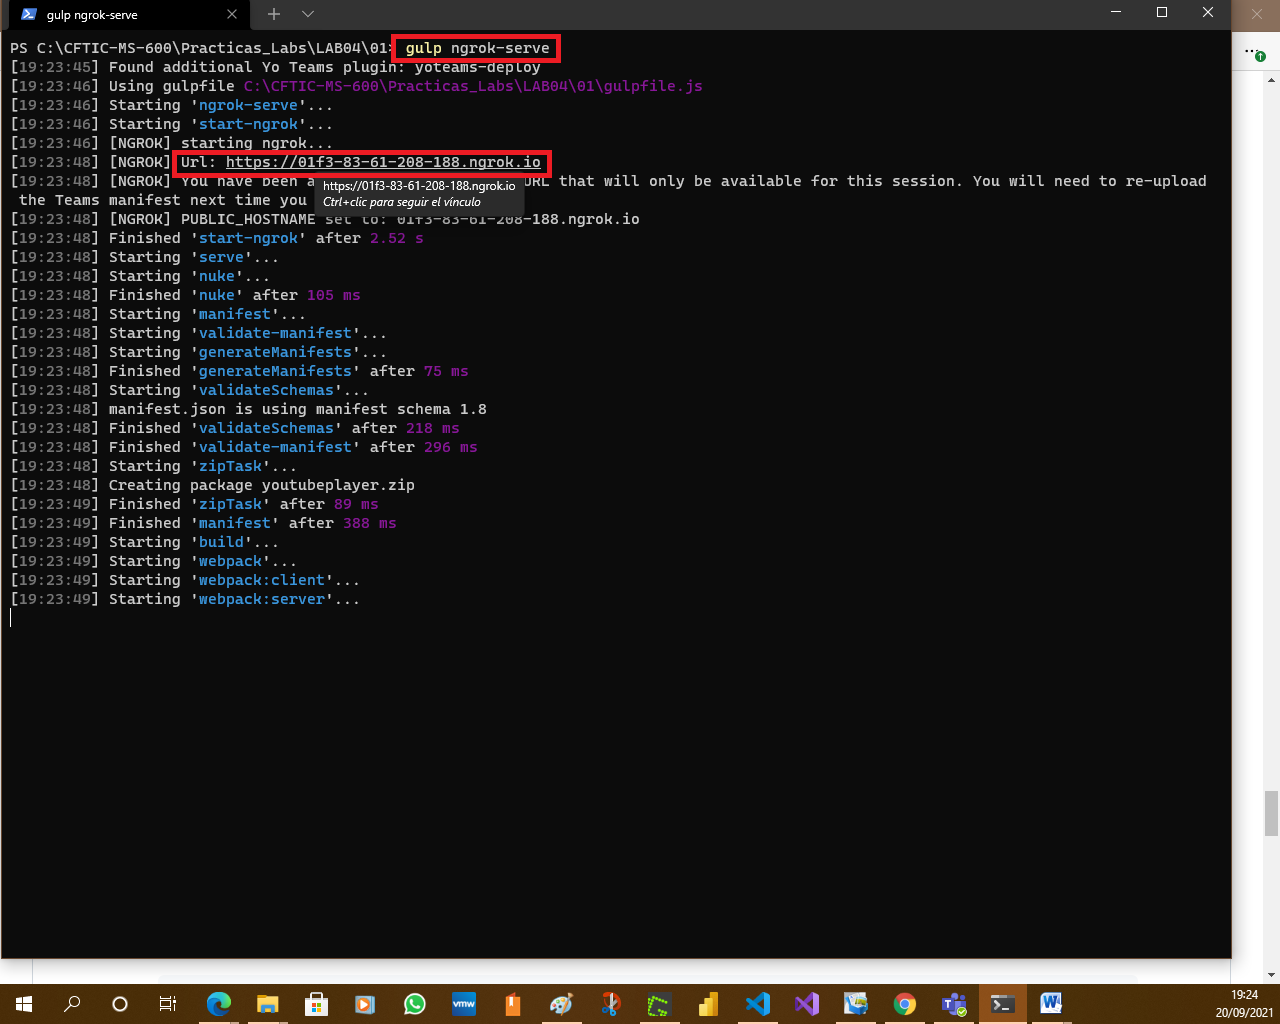 gulp ngrok-serve
PS C:\CFTIC-MS-600\Practicas_Labs\LAB04\01> gulp ngrok-serve
[19:23:45] Found additional Yo Teams plugin: yoteams-deploy
[19:23:46] Using gulpfile C:\CFTIC-MS-600\Practicas_Labs\LAB04\01\gulpfile.js
[19:23:46] Starting 'ngrok-serve'...
[19:23:46] Starting 'start-ngrok'...
[19:23:46] [NGROK] starting ngrok...
[19:23:48] [NGROK] Url: https://01f3-83-61-208-188.ngrok.io
[19:23:48] [NGROK] You have been a URL that will only be available for this session. You will need to re-upload
https://01f3-83-61-208-188.ngrok.io
Ctrl+clic para seguir el vínculo
the Teams manifest next time you
[19:23:48] [NGROK] PUBLIC_HOSTNAME set to: 01f3-83-61-208-188.ngrok.io
[19:23:48] Finished 'start-ngrok' after 2.52 s
[19:23:48] Starting 'serve'...
[19:23:48] Starting 'nuke'...
[19:23:48] Finished 'nuke' after 105 ms
[19:23:48] Starting 'manifest'...
[19:23:48] Starting 'validate-manifest'...
[19:23:48] Starting 'generateManifests'...
[19:23:48] Finished 'generateManifests' after 75 ms
[19:23:48] Starting 'validateSchemas'...
[19:23:48] manifest.json is using manifest schema 1.8
[19:23:48] Finished 'validateSchemas' after 218 ms
[19:23:48] Finished 'validate-manifest' after 296 ms
[19:23:48] Starting 'zipTask'...
[19:23:48] Creating package youtubeplayer.zip
[19:23:49] Finished 'zipTask' after 89 ms
[19:23:49] Finished 'manifest' after 388 ms
[19:23:49] Starting 'build'...
[19:23:49] Starting 'webpack'...
[19:23:49] Starting 'webpack:client'...
[19:23:49] Starting 'webpack:server'...
vmw
19:24
20/09/2021